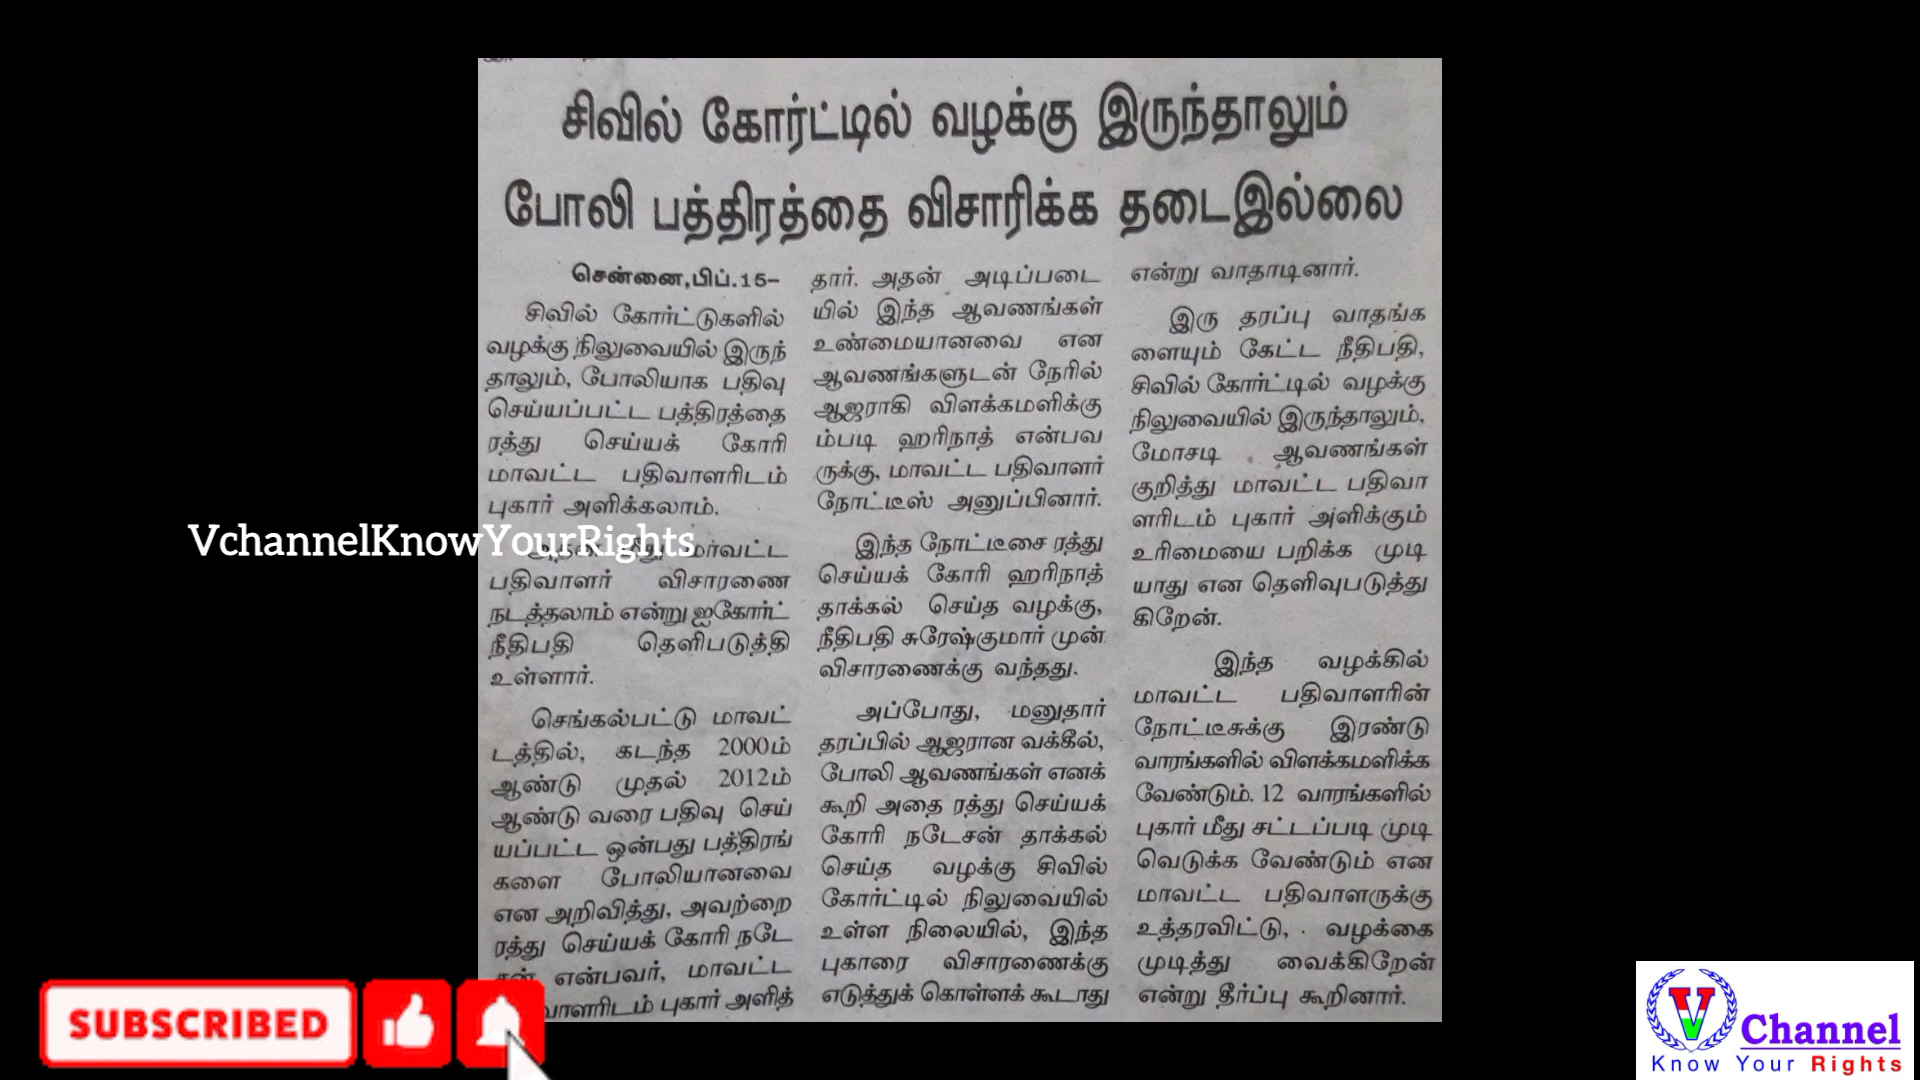 சிவில் கோர்ட்டில் வழக்கு இருந்தாலும்
போலி பத்திரத்தை விசாரிக்க தடைஇல்லை
சென்னை,பிப்.15-
சிவில் கோர்ட்டுகளில்
வழக்கு நிலுவையில் இருந்
தாலும், போலியாக பதிவு
செய்யப்பட்ட பத்திரத்தை
ரத்து செய்யக் கோரி
மாவட்ட பதிவாளரிடம்
புகார் அளிக்கலாம்.
மாவட்ட
பதிவாளர் விசாரணை
நடத்தலாம் என்று ஐகோர்ட்
நீதிபதி தெளிபடுத்தி
உள்ளார்.
செங்கல்பட்டு மாவட்
டத்தில், கடந்த 2000ம்
ஆண்டு முதல் 2012ம்
ஆண்டு வரை பதிவு செய்
யப்பட்ட ஒன்பது பத்திரங்
களை போலியானவை
என அறிவித்து, அவற்றை
ரத்து செய்யக் கோரி நடே
சன் என்பவர், மாவட்ட
வாளரிடம் புகார் அளித்
தார். அதன் அடிப்படை
யில் இந்த ஆவணங்கள்
உண்மையானவை என
ஆவணங்களுடன் நேரில்
ஆஜராகி விளக்கமளிக்கு
ம்படி ஹரிநாத் என்பவ
ருக்கு, மாவட்ட பதிவாளர்
நோட்டீஸ் அனுப்பினார்.
இந்த நோட்டீசை ரத்து
செய்யக் கோரி ஹரிநாத்
தாக்கல் செய்த வழக்கு,
நீதிபதி சுரேஷ்குமார் முன்
விசாரணைக்கு வந்தது.
அப்போது, மனுதார்
தரப்பில் ஆஜரான வக்கீல்,
போலி ஆவணங்கள் எனக்
கூறி அதை ரத்து செய்யக்
கோரி நடேசன் தாக்கல்
செய்த வழக்கு சிவில்
கோர்ட்டில் நிலுவையில்
உள்ள நிலையில், இந்த
புகாரை விசாரணைக்கு
எடுத்துக் கொள்ளக் கூடாது
என்று வாதாடினார்.
இரு தரப்பு வாதங்க
ளையும் கேட்ட நீதிபதி,
சிவில் கோர்ட்டில் வழக்கு
நிலுவையில் இருந்தாலும்,
மோசடி ஆவணங்கள்
குறித்து மாவட்ட பதிவா
ளரிடம் புகார் அளிக்கும்
உரிமையை பறிக்க முடி
யாது என தெளிவுபடுத்து
கிறேன்.
இந்த வழக்கில்
மாவட்ட பதிவாளரின்
நோட்டீசுக்கு இரண்டு
வாரங்களில் விளக்கமளிக்க
வேண்டும். 12 வாரங்களில்
புகார் மீது சட்டப்படி முடி
வெடுக்க வேண்டும் என
மாவட்ட பதிவாளருக்கு
உத்தரவிட்டு, வழக்கை
முடித்து வைக்கிறேன்
என்று தீர்ப்பு கூறினார்.
VchannelKnowYourRights
SUBSCRIBED
V Channel
Know Your Rights